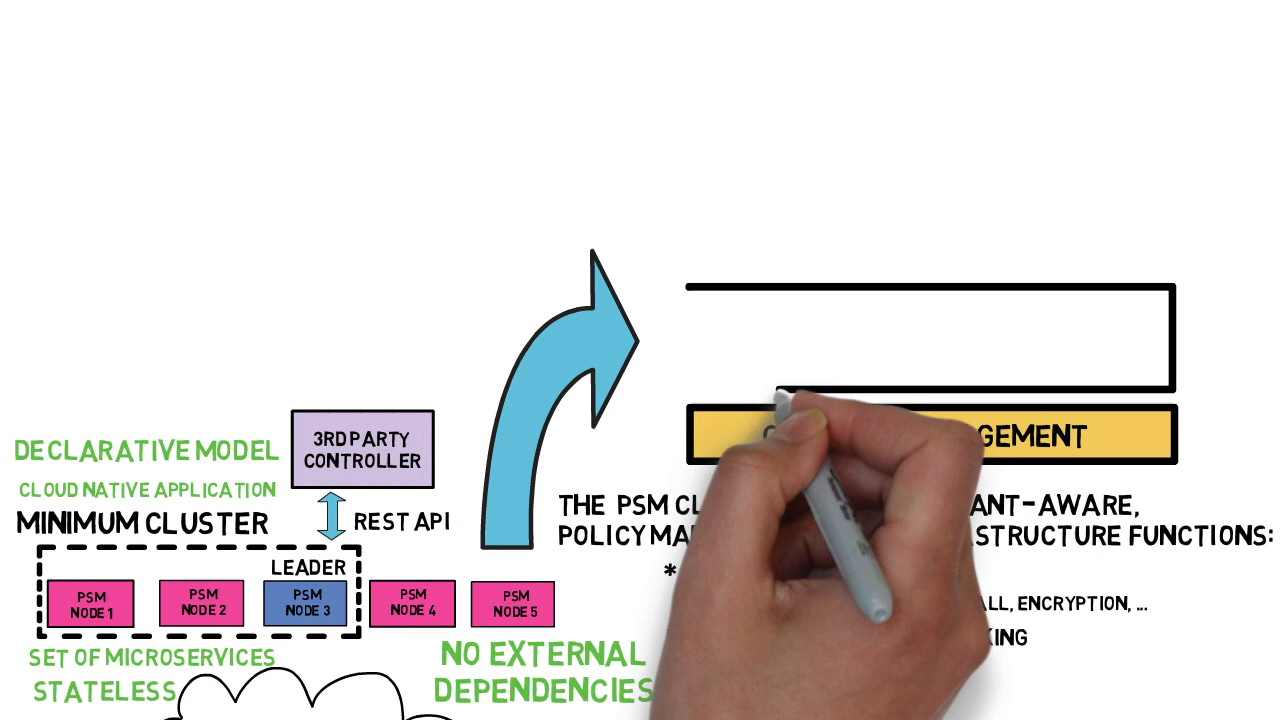 DECLARATIVE MODEL
CLOUD NATIVE APPLICATION
MINIMUM CLUSTER
3RD PARTY
CONTROLLER
REST API
LEADER
PSM
NODE 1
PSM
NODE 2
PSM
NODE 3
PSM
NODE 4
PSM
NODE 5
SET OF MICROSERVICES
STATELESS
NO EXTERNAL
DEPENDENCIES
GEMENT
THE PSM CL ANT-AWARE,
POLICY MA ASTRUCTURE FUNCTIONS:
*
ALL, ENCRYPTION, ...
KING